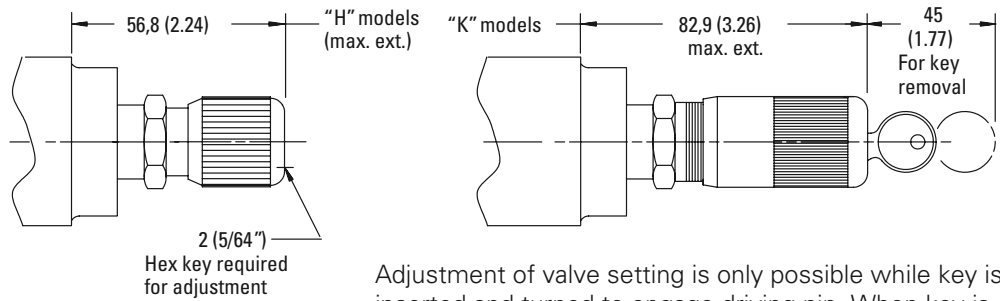 56,8 (2.24)
“H” models
(max. ext.)
2 (5/64”)
Hex key required
for adjustment
“K” models
82,9 (3.26)
max. ext.
45
(1.77)
For key
removal
Adjustment of valve setting is only possible while key is
inserted and turned to engage driving pin. When key is